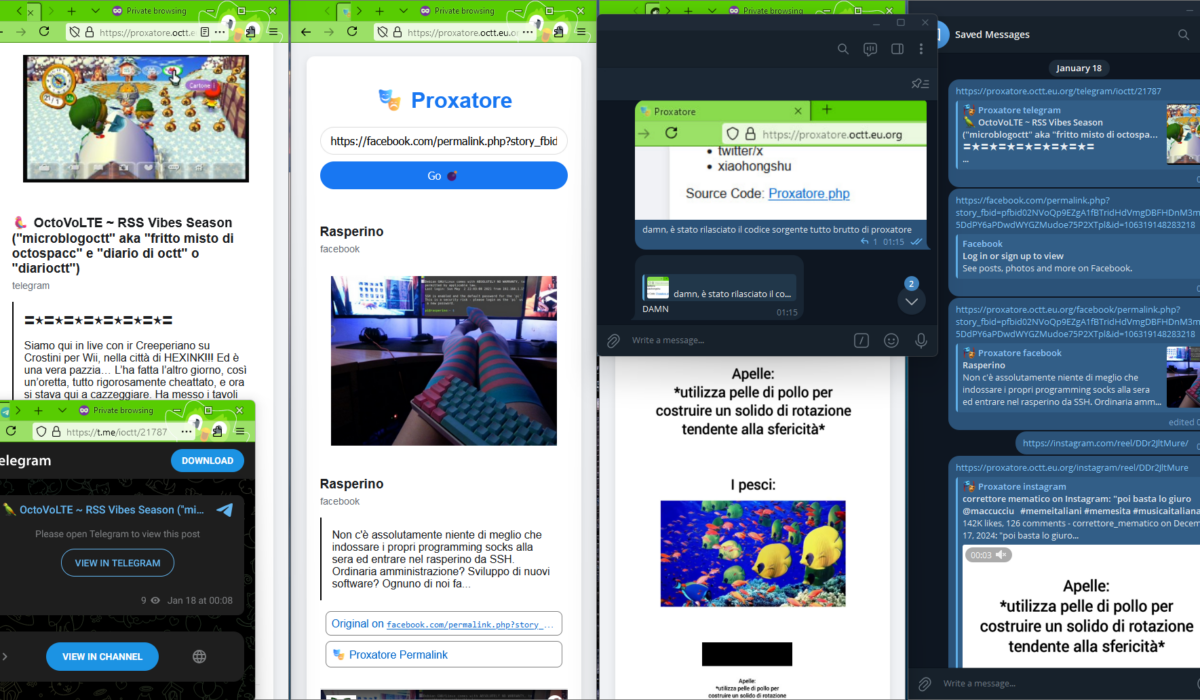 Private browsing
https://proxatore.octt.e
Cartone 1
🦜 OctoVoLTE ~ RSS Vibes Season
("microblogoctt" aka "fritto misto di
octospacc" e "diario di octt" o
"diarioctt")
telegram
〓★〓★〓★〓★〓★〓★〓★〓
Siamo qui in live con ir Creeperiano su
Crostini per Wii, nella città di HEXINK!!! Ed è
una vera pazzia… L'ha fatta l'altro giorno, così
un'oretta, tutto rigorosamente cheattato, e ora
si stava qui a cazzeggiare. Ha messo i tavoli
Private browsing
https://t.me/ioctt/21787
elegram
DOWNLOAD
OctoVoLTE ~ RSS Vibes Season ("mi...
Please open Telegram to view this post
VIEW IN TELEGRAM
9
Jan 18 at 00:08
VIEW IN CHANNEL
Private browsing
https://proxatore.octt.eu.o
Proxatore
https://facebook.com/permalink.php?story_fbid
Go
Rasperino
facebook
Rasperino
facebook
Non c'è assolutamente niente di meglio che
indossare i propri programming socks alla
sera ed entrare nel rasperino da SSH.
Ordinaria amministrazione? Sviluppo di nuovi
software? Ognuno di noi fa...
Original on facebook.com/permalink.php?story_...
Proxatore Permalink
Private browsing
Proxatore
https://proxatore.octt.eu.org
twitter/x
xiaohongshu
Source Code: Proxatore.php
damn, è stato rilasciato il codice sorgente tutto brutto di proxatore
1 01:15
damn, è stato rilasciato il co...
DAMN
01:15
2
Write a message...
Apelle:
*utilizza pelle di pollo per
costruire un solido di rotazione
tendente alla sfericità*
I pesci:
Apelle:
*utilizza pelle di pollo per
costruire un solido di rotazione
Saved Messages
January 18
https://proxatore.octt.eu.org/telegram/ioctt/21787
Proxatore telegram
🦜 OctoVoLTE ~ RSS Vibes Season
("microblogoctt" aka "fritto misto di octospa...
〓★〓★〓★〓★〓★〓★〓★〓
...
https://facebook.com/permalink.php?
story_fbid=pfbid02NVoQp9EZgA1fBTridHdVmgDBFHDnM3m
5DdPY6aPDwdWYGZMudoe75P2XTpl&id=106319148283218
Facebook
Log in or sign up to view
See posts, photos and more on Facebook.
https://proxatore.octt.eu.org/facebook/permalink.php?
story_fbid=pfbid02NVoQp9EZgA1fBTridHdVmgDBFHDnM3m
5DdPY6aPDwdWYGZMudoe75P2XTpl&id=106319148283218
Proxatore facebook
Rasperino
Non c'è assolutamente niente di meglio che
indossare i propri programming socks alla sera
ed entrare nel rasperino da SSH. Ordinaria amm...
edited
https://instagram.com/reel/DDr2JltMure/
https://proxatore.octt.eu.org/instagram/reel/DDr2JltMure
Proxatore instagram
correttore mematico on Instagram: "poi basta lo giuro
@maccucciu #memeitaliani #memesita #musicaitaliana
142K likes, 126 comments - correttore_mematico on Decem
17, 2024: "poi basta lo giuro...
00:03
Apelle:
*utilizza pelle di pollo per
costruire un solido di rotazione
tendente alla sfericità*
Write a message...